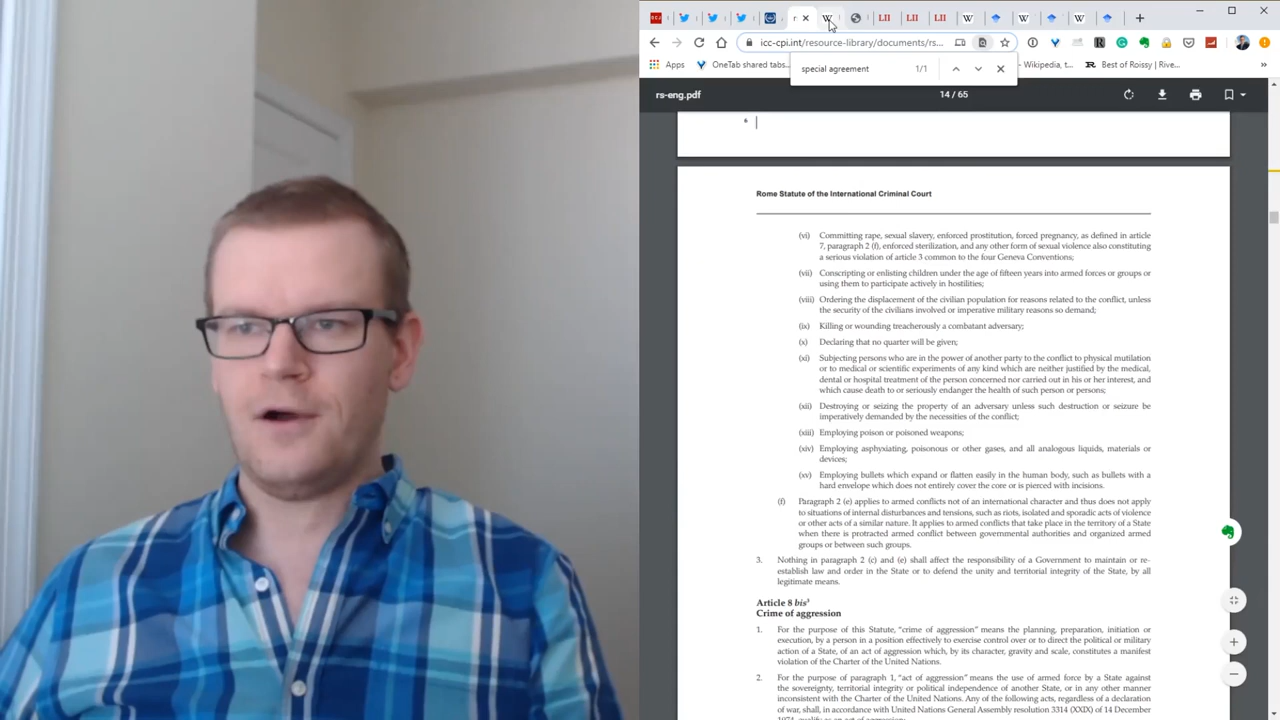 icc-cpi.int/resource-library/documents/rs...
Apps
OneTab shared tabs...
Wikipedia, t...
Best of Roissy | Rive...
special agreement
1/1
rs-eng.pdf
14 / 65
6
Rome Statute of the International Criminal Court
(vi) Committing rape, sexual slavery, enforced prostitution, forced pregnancy, as defined in article
7, paragraph 2 (f), enforced sterilization, and any other form of sexual violence also constituting
a serious violation of article 3 common to the four Geneva Conventions;
(vii) Conscripting or enlisting children under the age of fifteen years into armed forces or groups or
using them to participate actively in hostilities;
(viii) Ordering the displacement of the civilian population for reasons related to the conflict, unless
the security of the civilians involved or imperative military reasons so demand;
(ix) Killing or wounding treacherously a combatant adversary;
(x) Declaring that no quarter will be given;
(xi) Subjecting persons who are in the power of another party to the conflict to physical mutilation
or to medical or scientific experiments of any kind which are neither justified by the medical,
dental or hospital treatment of the person concerned nor carried out in his or her interest, and
which cause death to or seriously endanger the health of such person or persons;
(xii) Destroying or seizing the property of an adversary unless such destruction or seizure be
imperatively demanded by the necessities of the conflict;
(xiii) Employing poison or poisoned weapons;
(xiv) Employing asphyxiating, poisonous or other gases, and all analogous liquids, materials or
devices;
(xv) Employing bullets which expand or flatten easily in the human body, such as bullets with a
hard envelope which does not entirely cover the core or is pierced with incisions.
(f) Paragraph 2 (e) applies to armed conflicts not of an international character and thus does not apply
to situations of internal disturbances and tensions, such as riots, isolated and sporadic acts of violence
or other acts of a similar nature. It applies to armed conflicts that take place in the territory of a State
when there is protracted armed conflict between governmental authorities and organized armed
groups or between such groups.
3. Nothing in paragraph 2 (c) and (e) shall affect the responsibility of a Government to maintain or re-
establish law and order in the State or to defend the unity and territorial integrity of the State, by all
legitimate means.
Article 8 bis³
Crime of aggression
1. For the purpose of this Statute, “crime of aggression” means the planning, preparation, initiation or
execution, by a person in a position effectively to exercise control over or to direct the political or military
action of a State, of an act of aggression which, by its character, gravity and scale, constitutes a manifest
violation of the Charter of the United Nations.
2. For the purpose of paragraph 1, “act of aggression” means the use of armed force by a State against
the sovereignty, territorial integrity or political independence of another State, or in any other manner
inconsistent with the Charter of the United Nations. Any of the following acts, regardless of a declaration
of war, shall, in accordance with United Nations General Assembly resolution 3314 (XXIX) of 14 December
1974, qualify as an act of aggression: